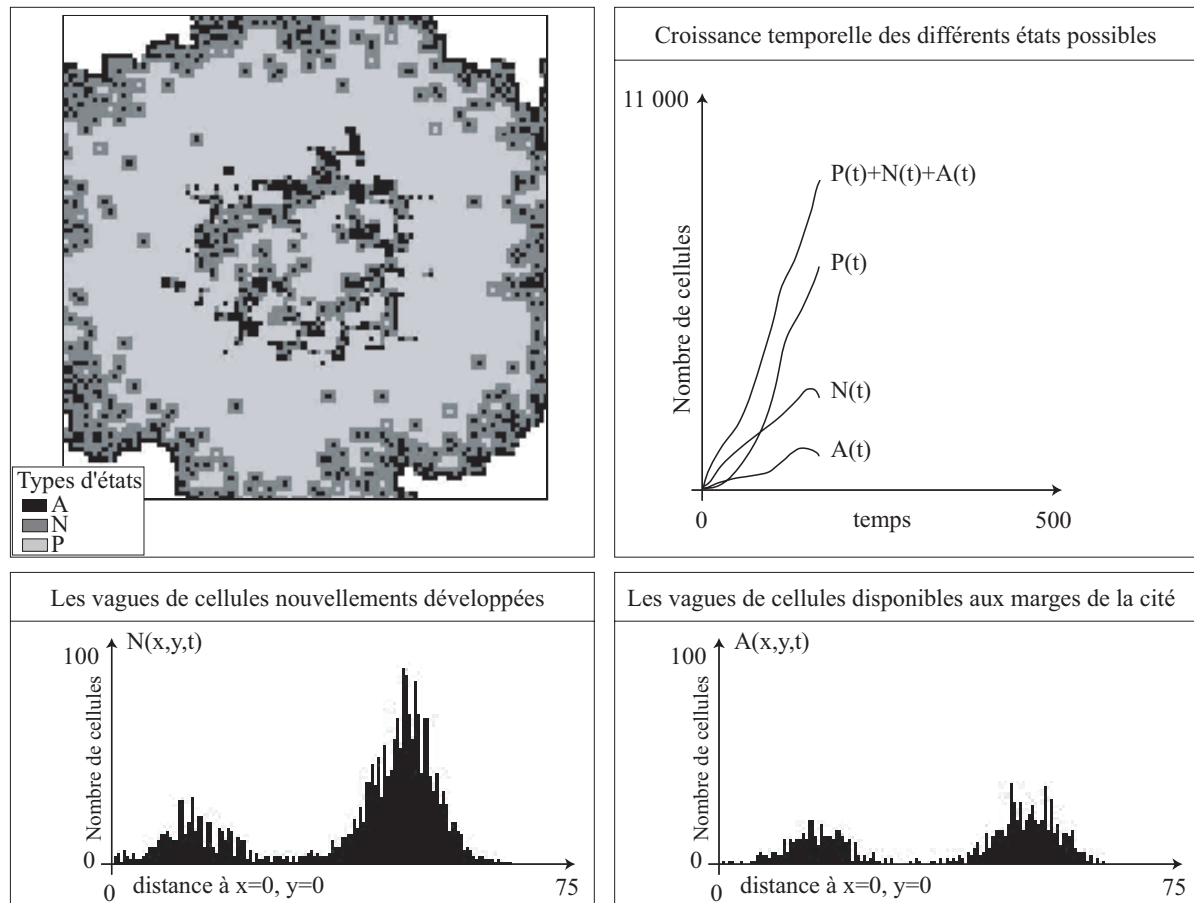 Types d'états
A
N
P
Croissance temporelle des différents états possibles
11 000
Nombre de cellules
P(t)+N(t)+A(t)
P(t)
N(t)
A(t)
0
temps
500
Les vagues de cellules nouvellements développées
N(x,y,t)
100
Nombre de cellules
0
0
distance à x=0, y=0
75
Les vagues de cellules disponibles aux marges de la cité
A(x,y,t)
100
Nombre de cellules
0
0
distance à x=0, y=0
75